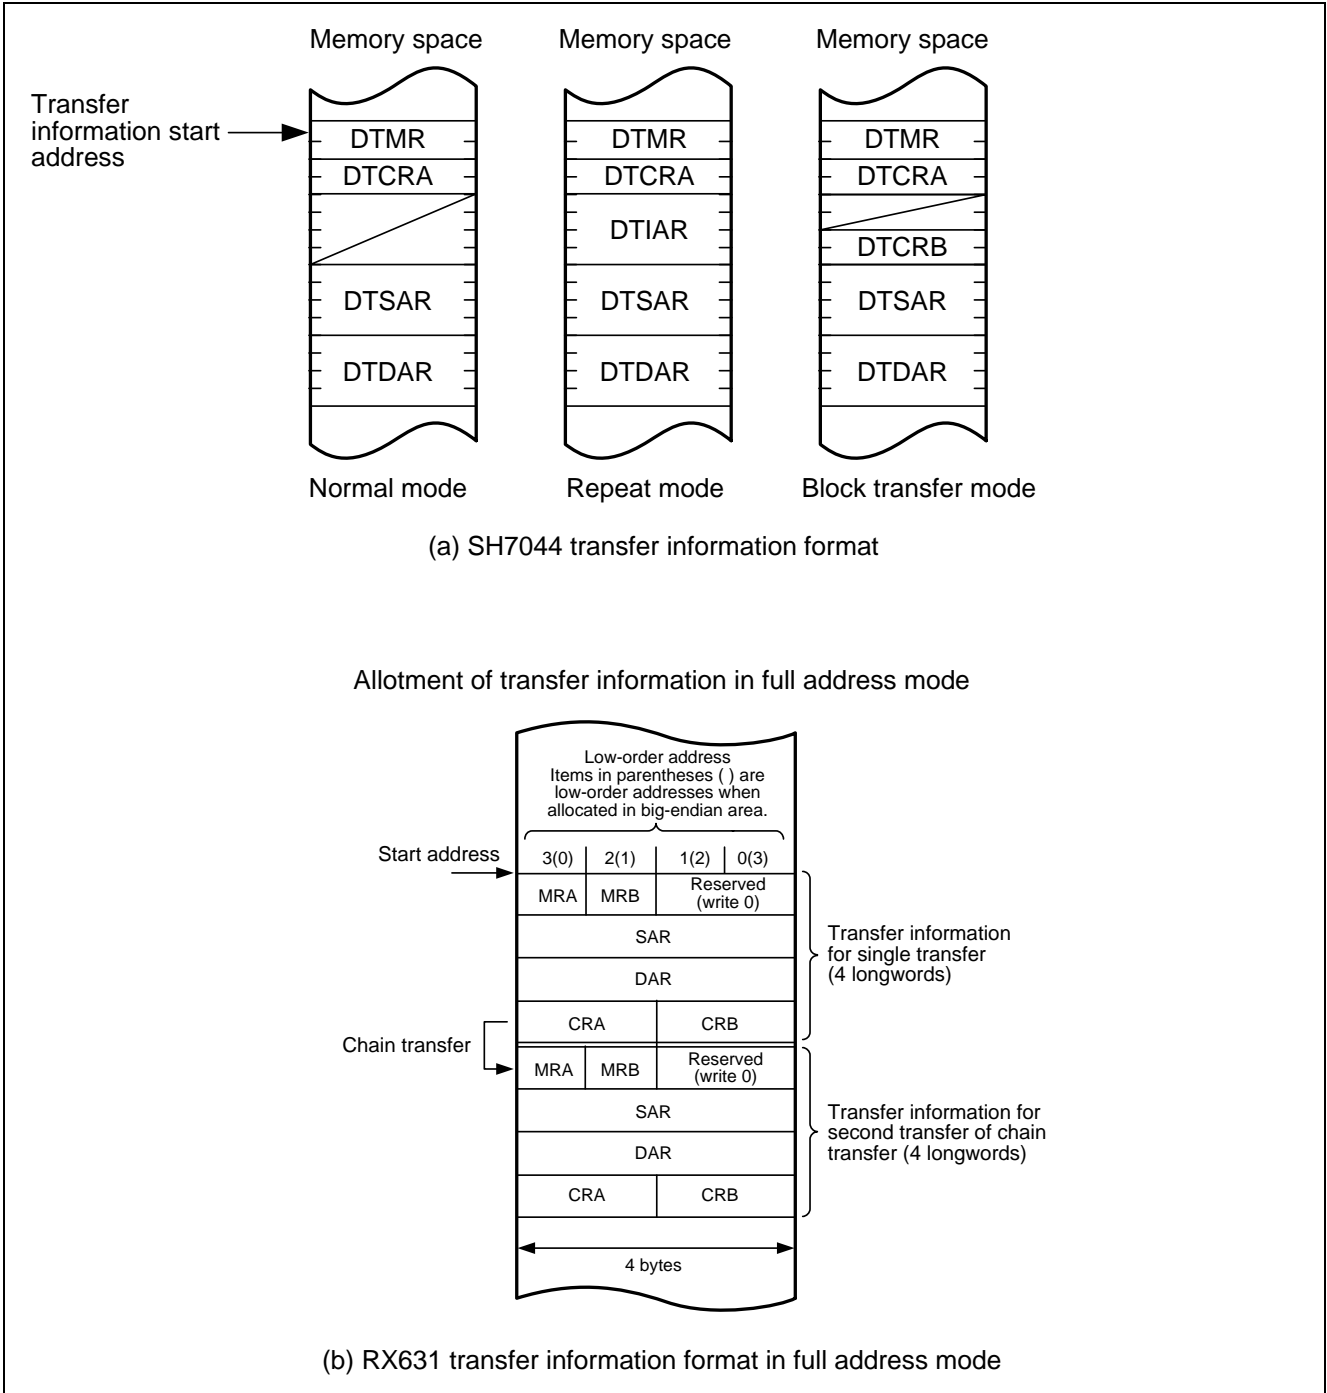 Memory space
Memory space
Memory space
Transfer
information start
address
DTMR
DTMR
DTMR
DTCRA
DTCRA
DTCRA
DTIAR
DTCRB
DTSAR
DTSAR
DTSAR
DTDAR
DTDAR
DTDAR
Normal mode
Repeat mode
Block transfer mode
(a) SH7044 transfer information format
Allotment of transfer information in full address mode
Low-order address
Items in parentheses ( ) are
low-order addresses when
allocated in big-endian area.
Start address
3(0)
2(1)
1(2)
0(3)
MRA
MRB
Reserved
(write 0)
SAR
DAR
CRA
CRB
Transfer information
for single transfer
(4 longwords)
Chain transfer
MRA
MRB
Reserved
(write 0)
SAR
DAR
CRA
CRB
Transfer information for
second transfer of chain
transfer (4 longwords)
4 bytes
(b) RX631 transfer information format in full address mode